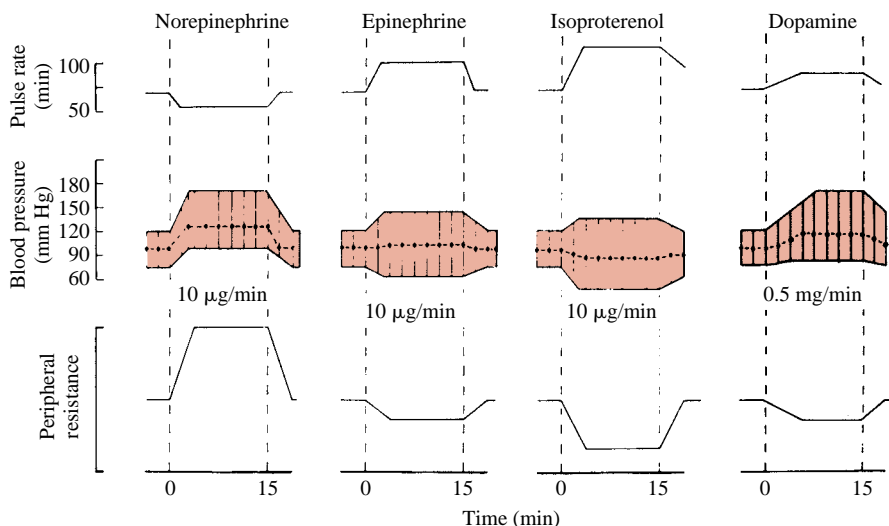 Norepinephrine Epinephrine Isoproterenol Dopamine
Pulse rate
(min)
100
50
Blood pressure
(mm Hg)
180
150
120
90
60
10 μg/min 10 μg/min 10 μg/min 0.5 mg/min
Peripheral
resistance
0 15 0 15 0 15 0 15
Time (min)